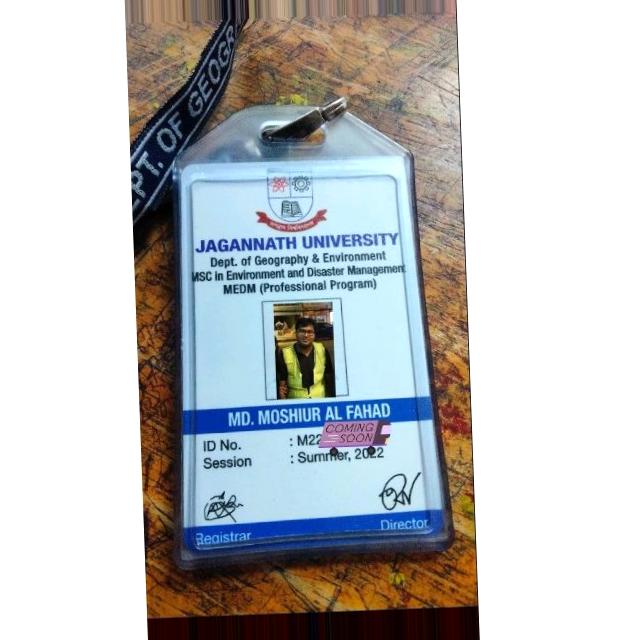 PT. OF GEOGR
JAGANNATH UNIVERSITY
Dept. of Geography & Environment
MSC in Environment and Disaster Management
MEDM (Professional Program)
MD. MOSHIUR AL FAHAD
ID No. : M22
COMING
SOON
Session : Summer, 2022
Registrar
Director